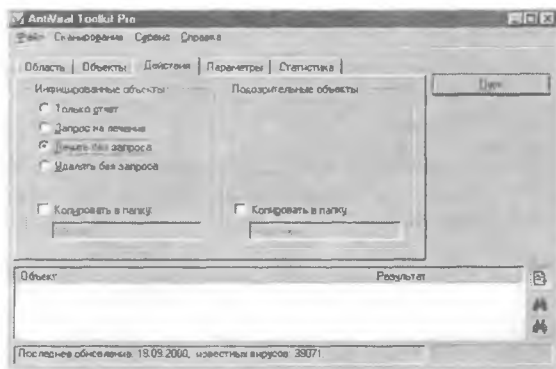 AntiViral Toolkit Pro
Файл Сканирование Сервис Справка
Область Объекты Действия Параметры Статистика
Пуск
Инфицированные объекты
Подозрительные объекты
Только отчет
Запрос на лечение
Лечить без запроса
Удалять без запроса
Копировать в папку:
Копировать в папку:
Объект Результат
Последнее обновление: 18.09.2000, известных вирусов: 39071